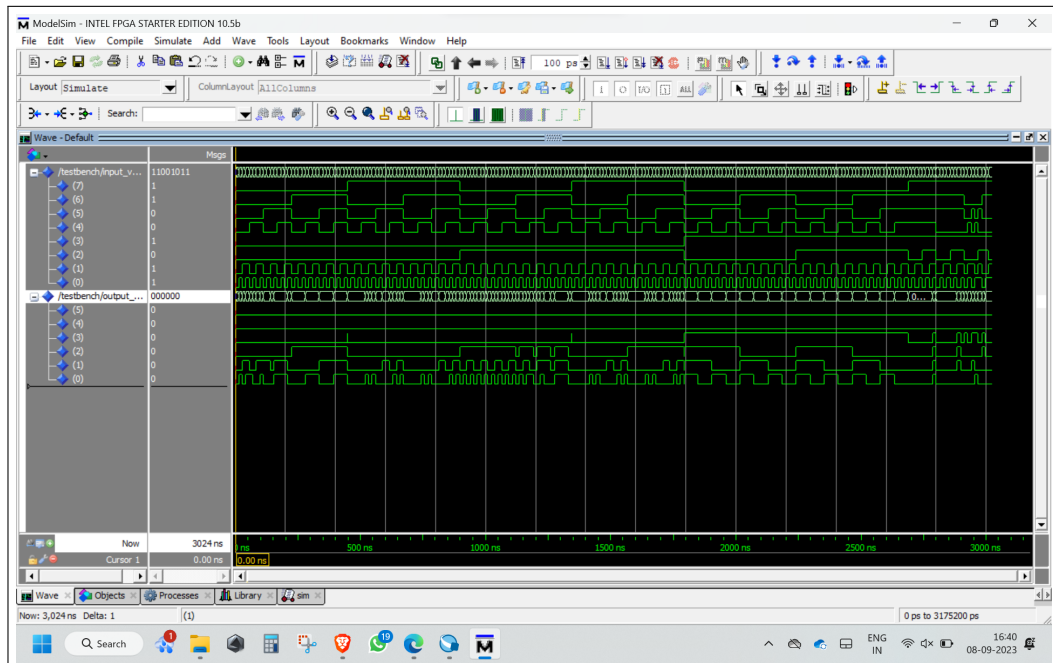 ModelSim - INTEL FPGA STARTER EDITION 10.5b
File Edit View Compile Simulate Add Wave Tools Layout Bookmarks Window Help
100 ps
Layout Simulate
ColumnLayout AllColumns
1 O I/O I ALL
Search:
Wave - Default
Msgs
/testbench/input_v... 11001011
(7) 1
(6) 1
(5) 0
(4) 0
(3) 1
(2) 0
(1) 1
(0) 1
/testbench/output_... 000000 0...
(5) 0
(4) 0
(3) 0
(2) 0
(1) 0
(0) 0
Now 3024 ns ns 500 ns 1000 ns 1500 ns 2000 ns 2500 ns 3000 ns
Cursor 1 0.00 ns 0.00 ns
Wave Objects Processes Library sim
Now: 3,024 ns Delta: 1 (1) 0 ps to 3175200 ps
Search 1 19 M ENG 16:40
IN 08-09-2023